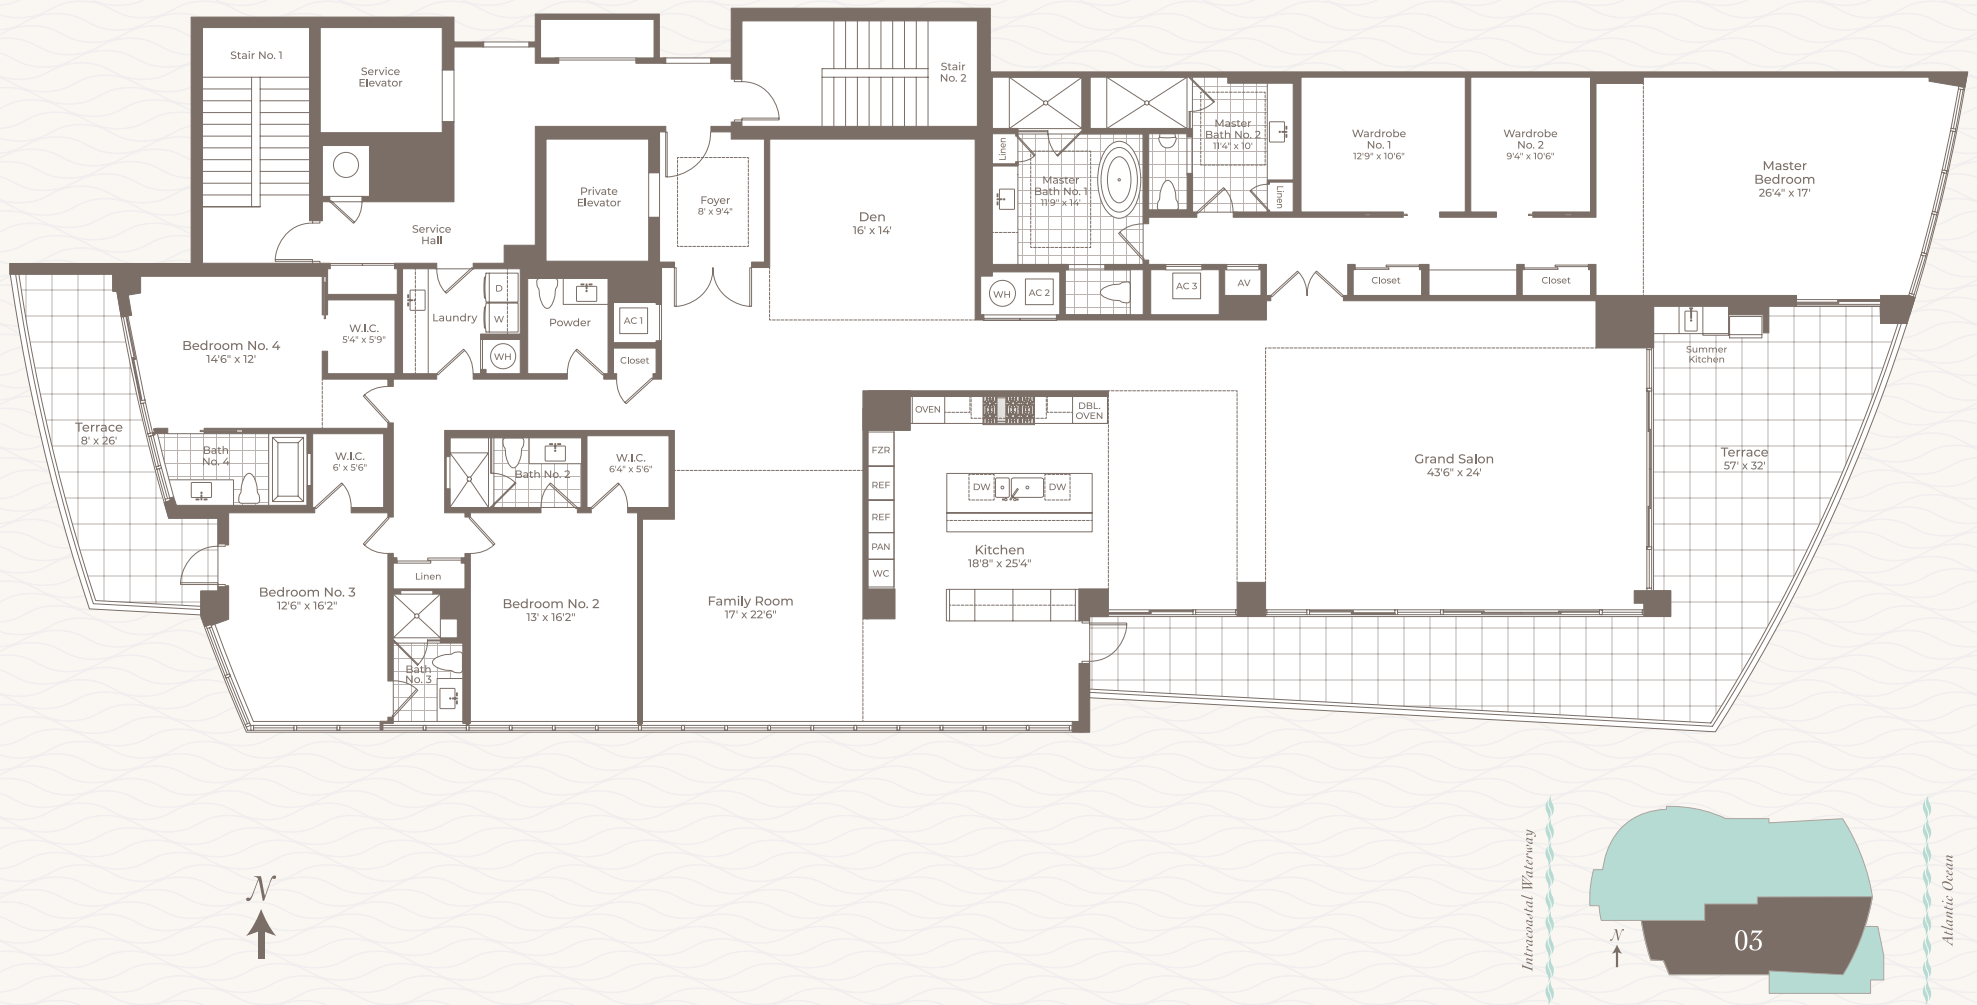 Stair No. 1
Service
Elevator
Stair
No. 2
Private
Elevator
Foyer
8' x 9'4"
Service
Hall
Den
16' x 14'
Linen
Master
Bath No. 1
11'9" x 14'
Master
Bath No. 2
11'4" x 10'
Linen
Wardrobe
No. 1
12'9" x 10'6"
Wardrobe
No. 2
9'4" x 10'6"
Master
Bedroom
26'4" x 17'
WH
AC 2
AC 3
AV
Closet
Closet
Bedroom No. 4
14'6" x 12'
W.I.C.
5'4" x 5'9"
Laundry
D
W
WH
Powder
AC 1
Closet
Summer
Kitchen
Terrace
8' x 26'
Bath
No. 4
W.I.C.
6' x 5'6"
Bath No. 2
W.I.C.
6'4" x 5'6"
OVEN
DBL.
OVEN
FZR
REF
REF
PAN
WC
DW
DW
Kitchen
18'8" x 25'4"
Grand Salon
43'6" x 24'
Terrace
57' x 32'
Bedroom No. 3
12'6" x 16'2"
Linen
Bath
No. 3
Bedroom No. 2
13' x 16'2"
Family Room
17' x 22'6"
N
Intracoastal Waterway
N
03
Atlantic Ocean